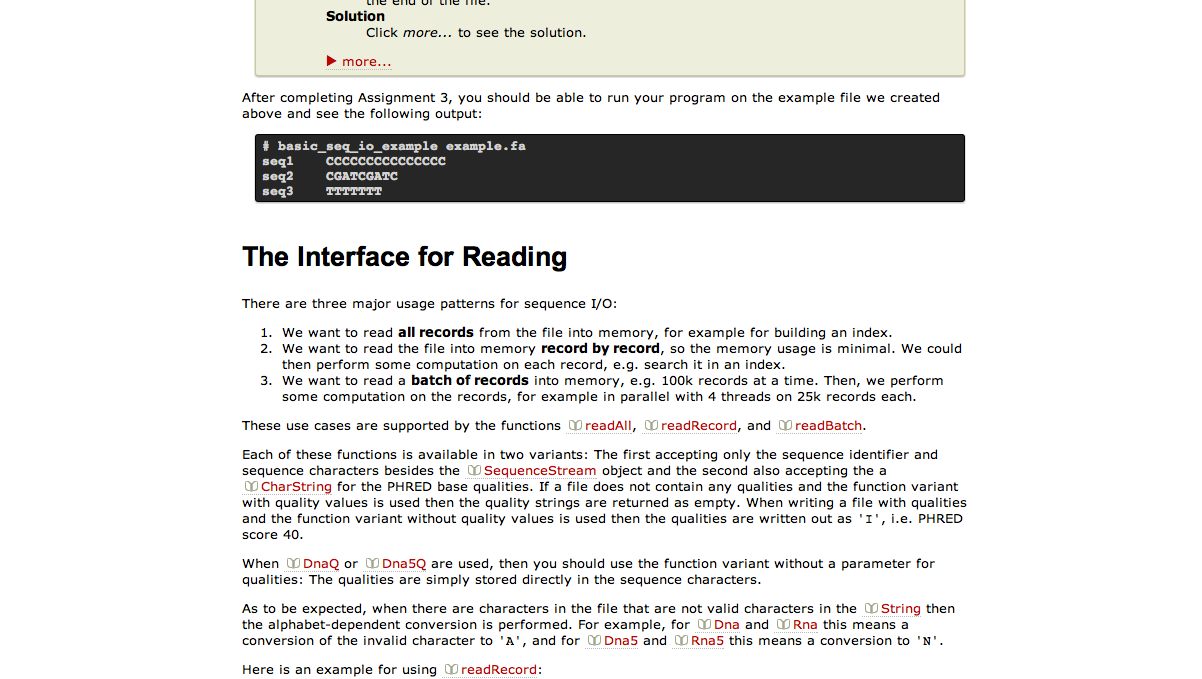 the end of the file.
Solution
Click more... to see the solution.
more...
After completing Assignment 3, you should be able to run your program on the example file we created
above and see the following output:
# basic_seq_io_example example.fa
seq1    CCCCCCCCCCCCCCC
seq2    CGATCGATC
seq3    TTTTTTT
The Interface for Reading
There are three major usage patterns for sequence I/O:
1. We want to read all records from the file into memory, for example for building an index.
2. We want to read the file into memory record by record, so the memory usage is minimal. We could
then perform some computation on each record, e.g. search it in an index.
3. We want to read a batch of records into memory, e.g. 100k records at a time. Then, we perform
some computation on the records, for example in parallel with 4 threads on 25k records each.
These use cases are supported by the functions readAll, readRecord, and readBatch.
Each of these functions is available in two variants: The first accepting only the sequence identifier and
sequence characters besides the SequenceStream object and the second also accepting the a
CharString for the PHRED base qualities. If a file does not contain any qualities and the function variant
with quality values is used then the quality strings are returned as empty. When writing a file with qualities
and the function variant without quality values is used then the qualities are written out as 'I', i.e. PHRED
score 40.
When DnaQ or Dna5Q are used, then you should use the function variant without a parameter for
qualities: The qualities are simply stored directly in the sequence characters.
As to be expected, when there are characters in the file that are not valid characters in the String then
the alphabet-dependent conversion is performed. For example, for Dna and Rna this means a
conversion of the invalid character to 'A', and for Dna5 and Rna5 this means a conversion to 'N'.
Here is an example for using readRecord: